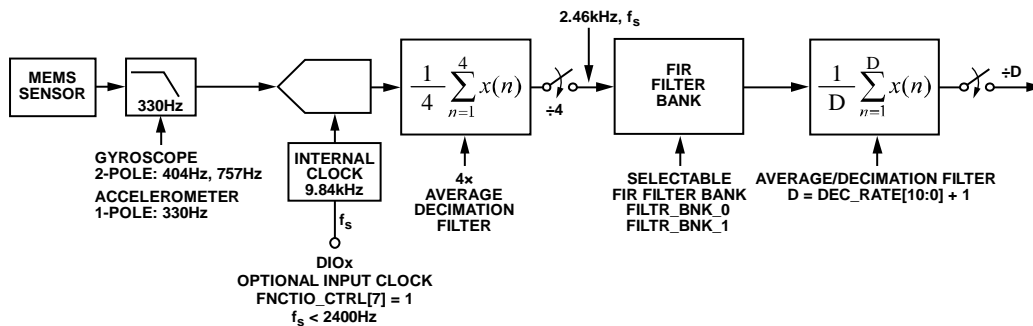 2.46kHz, fs
MEMS
SENSOR
330Hz
1
4
4
∑ x(n)
n=1
÷4
FIR
FILTER
BANK
1
D
D
∑ x(n)
n=1
÷D
GYROSCOPE
2-POLE: 404Hz, 757Hz
ACCELEROMETER
1-POLE: 330Hz
INTERNAL
CLOCK
9.84kHz
fs
DIOx
OPTIONAL INPUT CLOCK
FNCTIO_CTRL[7] = 1
fs < 2400Hz
4×
AVERAGE
DECIMATION
FILTER
SELECTABLE
FIR FILTER BANK
FILTR_BNK_0
FILTR_BNK_1
AVERAGE/DECIMATION FILTER
D = DEC_RATE[10:0] + 1